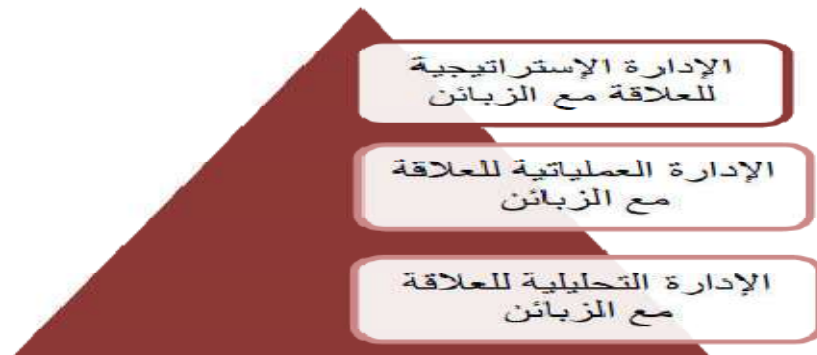 الإدارة الإستراتيجية
للعلاقة مع الزبائن
الإدارة العملياتية للعلاقة
مع الزبائن
الإدارة التحليلية للعلاقة
مع الزبائن